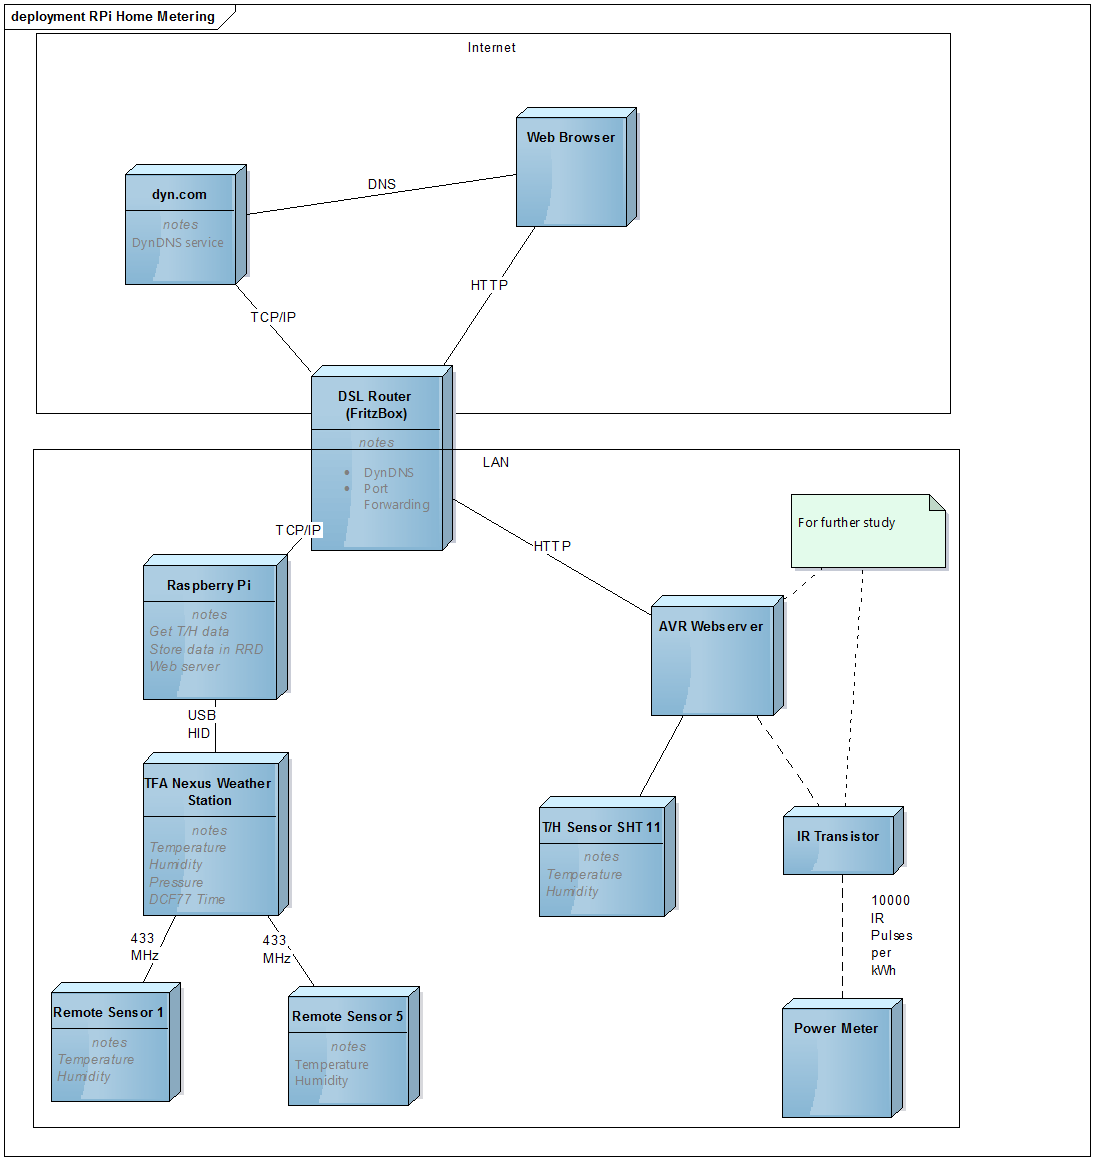 deployment RPi Home Metering
Internet
Web Browser
dyn.com
notes
DynDNS service
DNS
HTTP
TCP/IP
DSL Router
(FritzBox)
notes
• DynDNS
• Port
Forwarding
LAN
TCP/IP
HTTP
For further study
Raspberry Pi
notes
Get T/H data
Store data in RRD
Web server
AVR Webserver
USB
HID
TFA Nexus Weather
Station
notes
Temperature
Humidity
Pressure
DCF77 Time
T/H Sensor SHT 11
notes
Temperature
Humidity
IR Transistor
10000
IR
Pulses
per
kWh
433
MHz
433
MHz
Remote Sensor 1
notes
Temperature
Humidity
Remote Sensor 5
notes
Temperature
Humidity
Power Meter